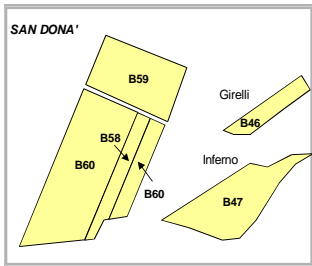 SAN DONA'
B59
Girelli
B46
B58
B60
Inferno
B60
B47